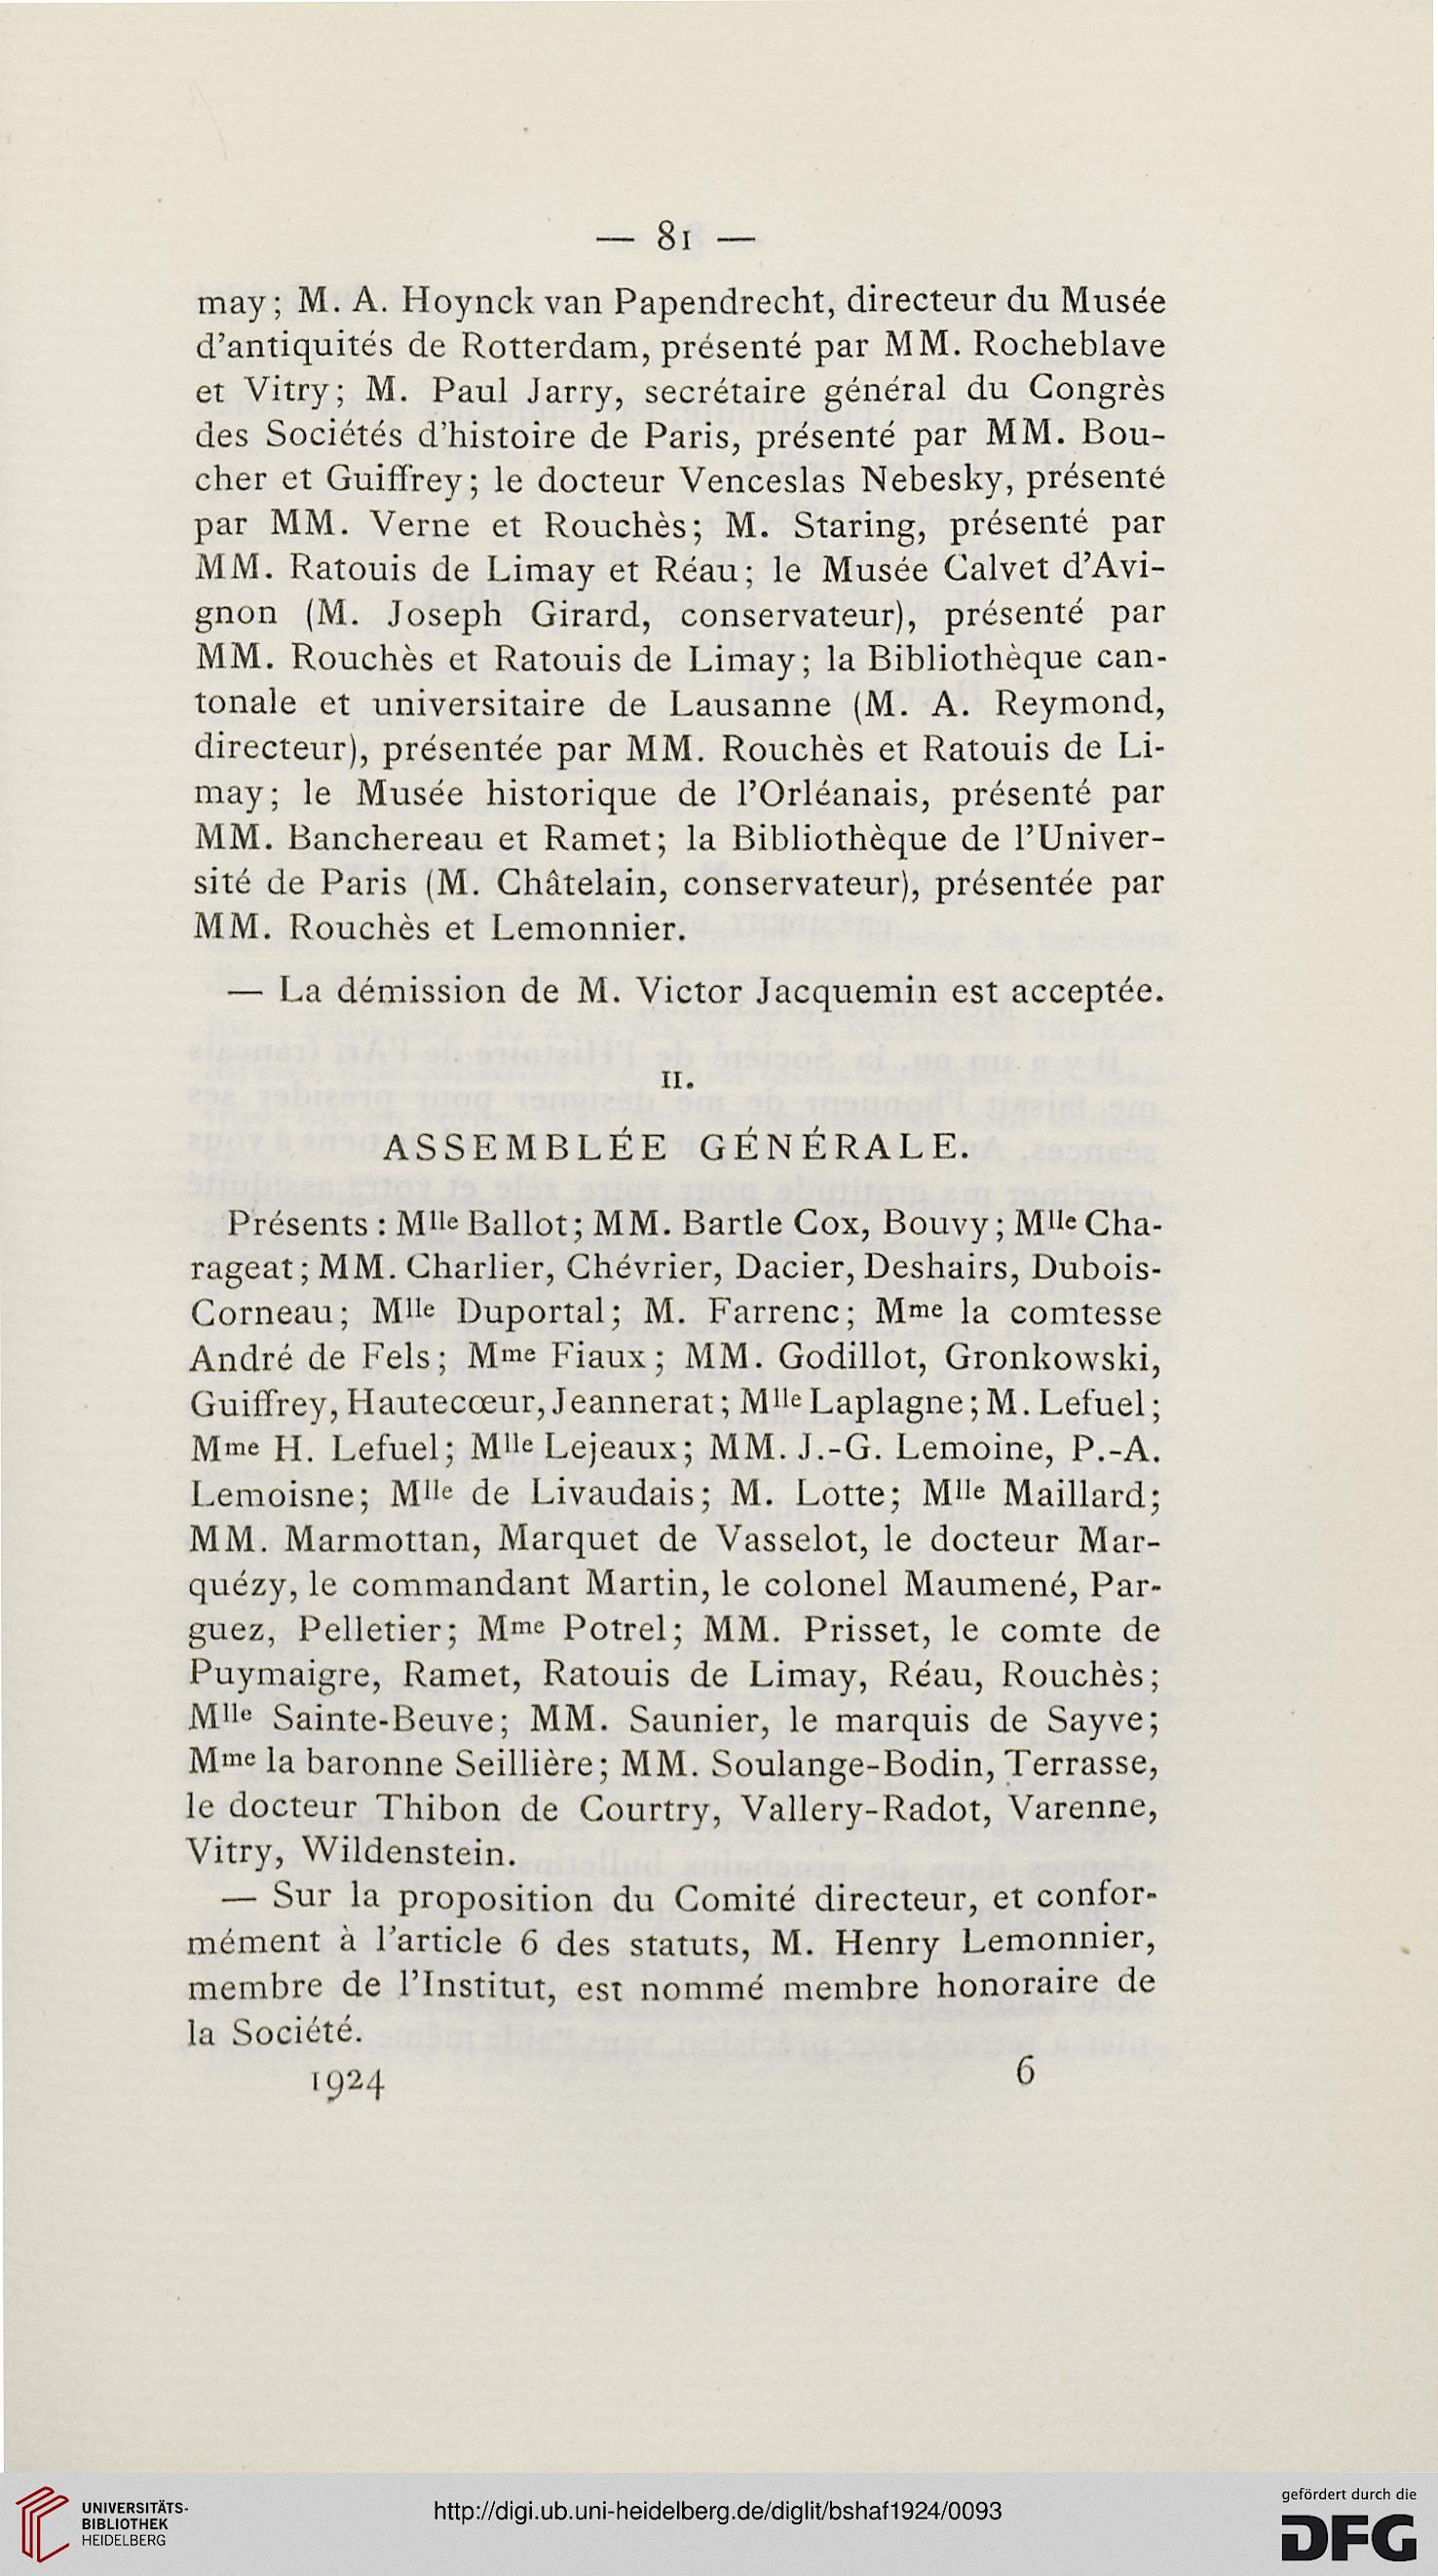 — 81 —
may; M. A. Hoynck van Papendrecht, directeur du Musée
d'antiquités de Rotterdam, présenté par MM. Rocheblave
et Vitry; M. Paul Jarry, secrétaire général du Congrès
des Sociétés d'histoire de Paris, présenté par MM. Bou-
cher et Guiffrey; le docteur Venceslas Nebesky, présenté
par MM. Verne et Rouchès; M. Staring, présenté par
MM. Ratouis de Limay et Réau; le Musée Calvet d'Avi-
gnon (M. Joseph Girard, conservateur), présenté par
MM. Rouchès et Ratouis de Limay; la Bibliothèque can-
tonale et universitaire de Lausanne (M. A. Reymond,
directeur), présentée par MM. Rouchès et Ratouis de Li-
may; le Musée historique de l'Orléanais, présenté par
MM. Banchereau et Ramet; la Bibliothèque de l'Univer-
sité de Paris (M. Châtelain, conservateur), présentée par
MM. Rouchès et Lemonnier.
— La démission de M. Victor Jacquemin est acceptée.
II.
ASSEMBLÉE GÉNÉRALE.
Présents : Mlle Ballot; MM. Bartle Cox, Bouvy; Mlle Cha-
rageat; MM. Charlier, Chévrier, Dacier, Deshairs, Dubois-
Corneau; Mlle Duportal; M. Farrenc; Mme la comtesse
André de Fels; Mme Fiaux; MM. Godillot, Gronkowski,
Guiffrey, Hautecœur, Jeannerat; Mlle Laplagne; M. Lefuel;
Mme H. Lefuel; Mlle Lejeaux; MM. J.-G. Lemoine, P.-A.
Lemoisne; Mlle de Livaudais; M. Lotte; Mlle Maillard;
MM. Marmottan, Marquet de Vasselot, le docteur Mar-
quézy, le commandant Martin, le colonel Maumené, Par-
guez, Pelletier; Mme Potrel; MM. Prisset, le comte de
Puymaigre, Ramet, Ratouis de Limay, Réau, Rouchès;
Mlle Sainte-Beuve; MM. Saunier, le marquis de Sayve;
Mme la baronne Seillière; MM. Soulange-Bodin, Terrasse,
le docteur Thibon de Courtry, Vallery-Radot, Varenne,
Vitry, Wildenstein.
— Sur la proposition du Comité directeur, et confor-
mément à l'article 6 des statuts, M. Henry Lemonnier,
membre de l'Institut, est nommé membre honoraire de
la Société.
1924 6
UNIVERSITÄTS-
BIBLIOTHEK
HEIDELBERG
http://digi.ub.uni-heidelberg.de/diglit/bshaf1924/0093
gefördert durch die
DFG